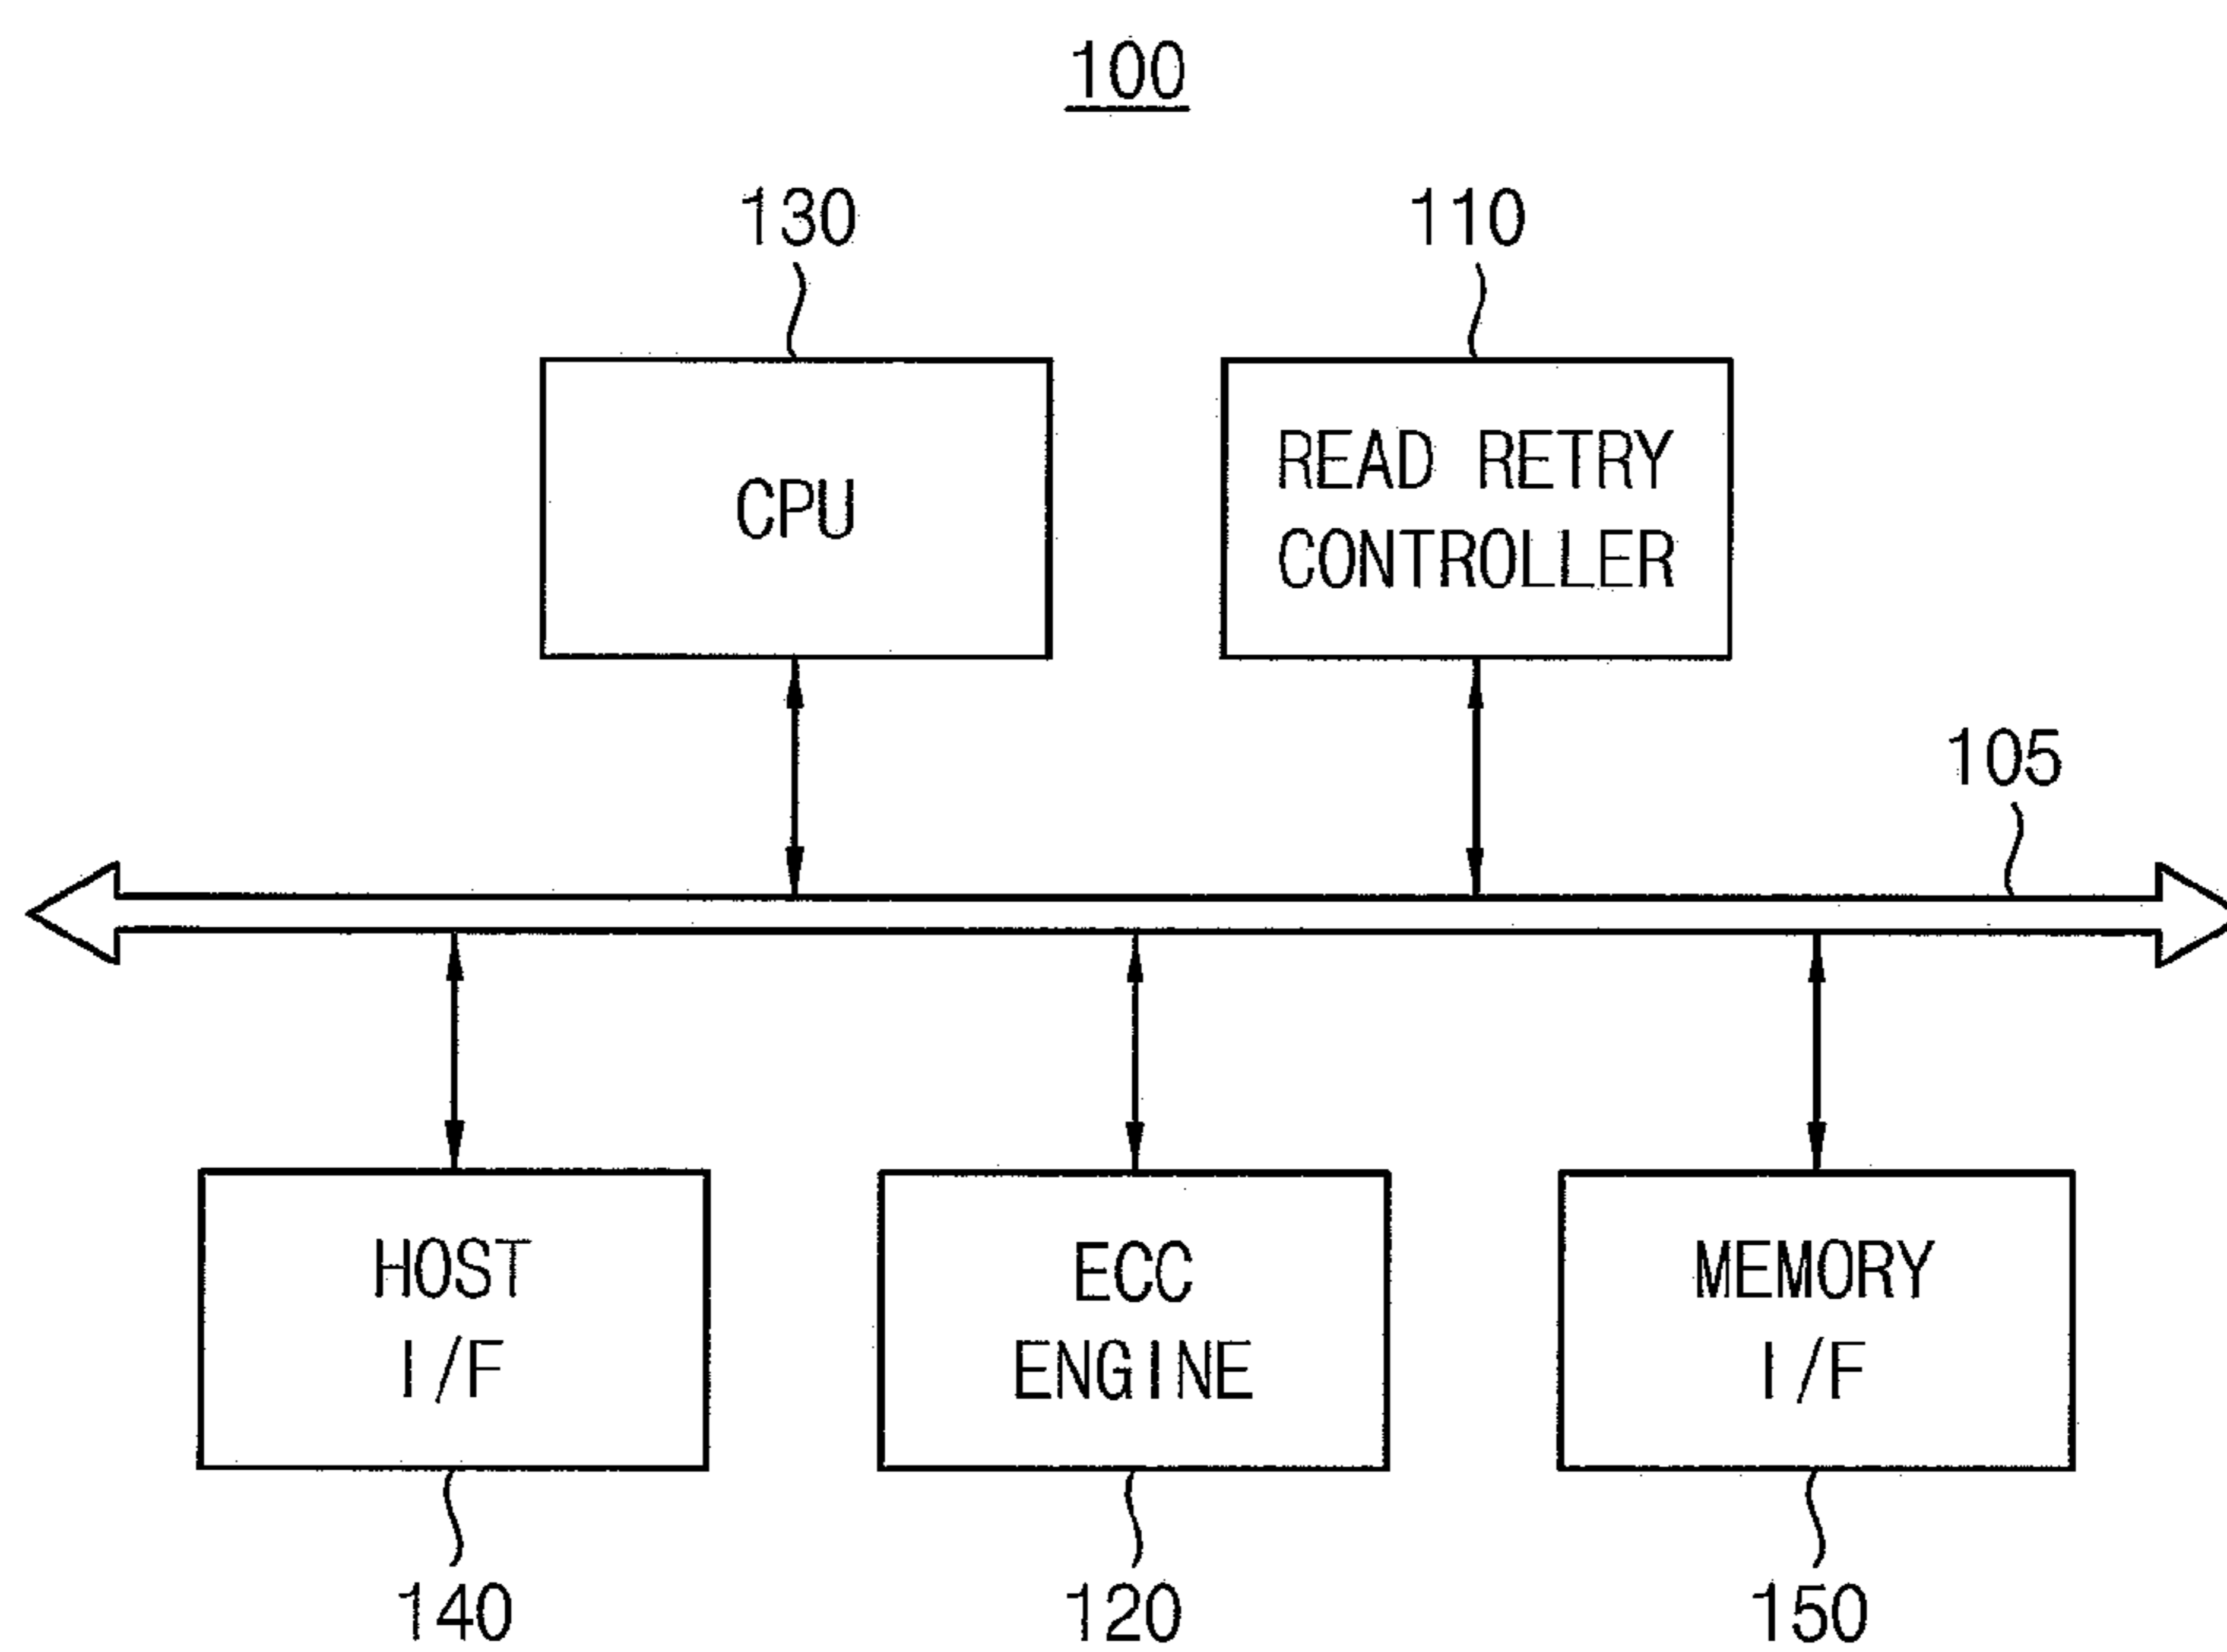 100
130
110
CPU
READ RETRY
CONTROLLER
105
HOST
I/F
ECC
ENGINE
MEMORY
I/F
140
120
150